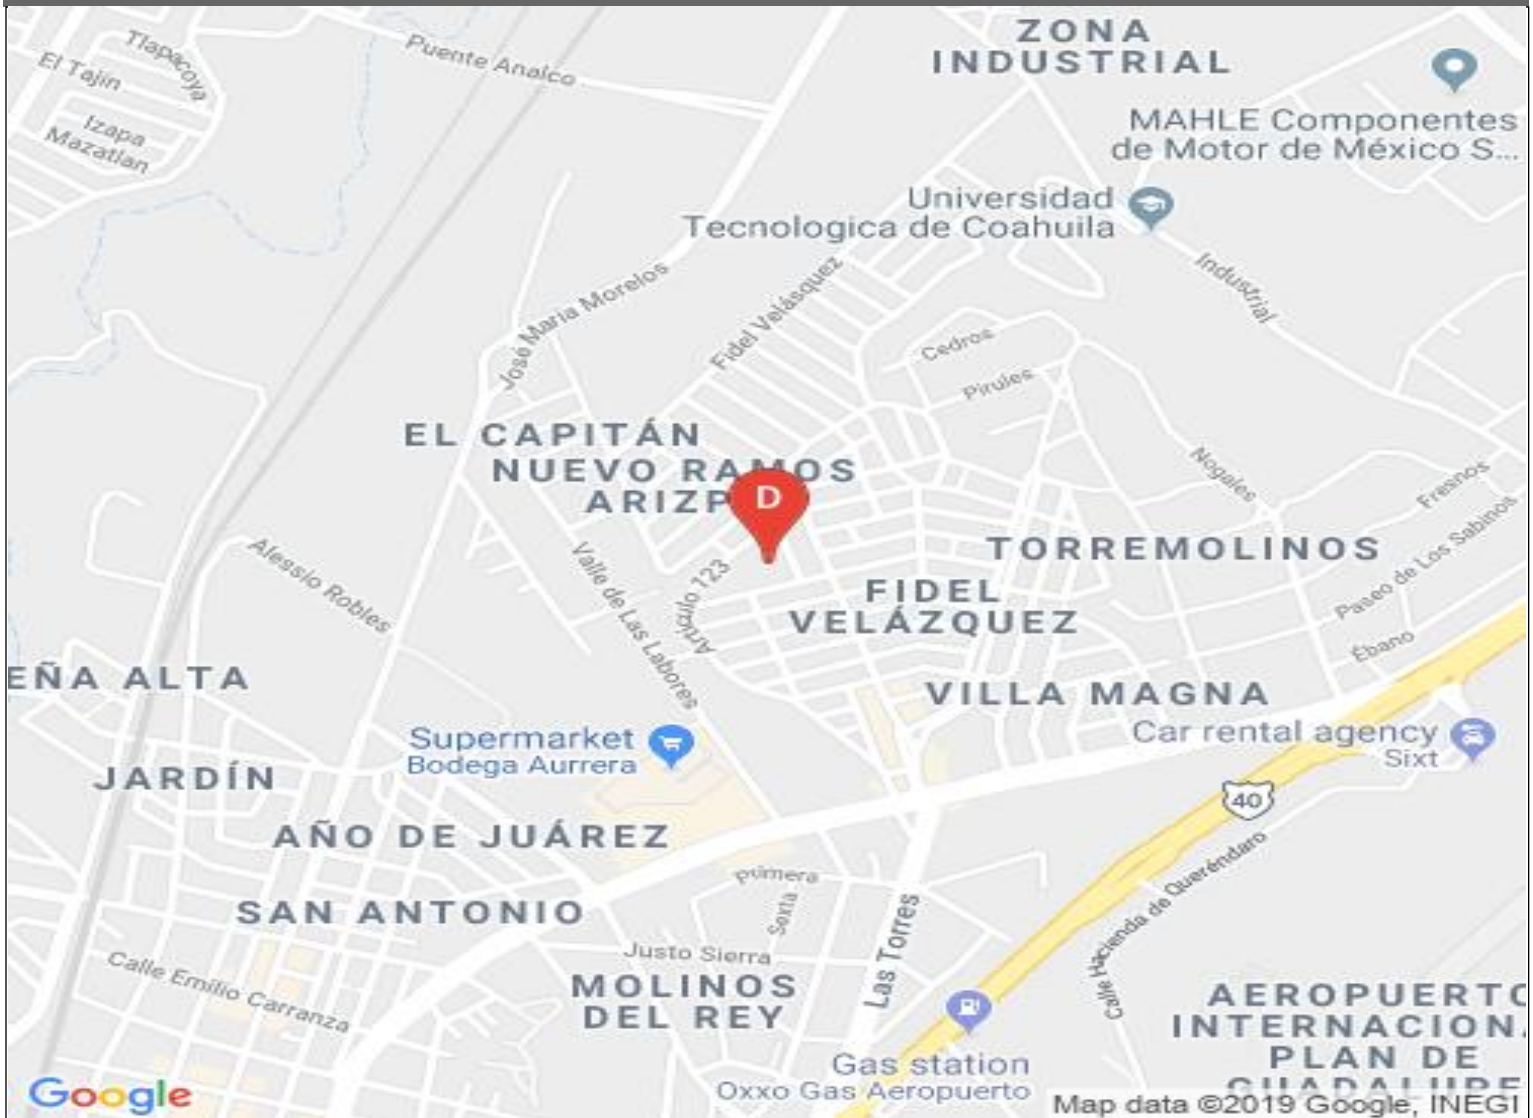 ZONA
INDUSTRIAL
Tlapacoya
El Tajin
Puente Analco
Izapa
Mazatlan
MAHLE Componentes
de Motor de México S...
Universidad
Tecnologica de Coahuila
Industrial
José María Morelos
Fidel Velásquez
Cedros
Pirules
EL CAPITÁN
NUEVO RAMOS
ARIZP
D
Nogales
Fresnos
Paseo de Los Sabinos
TORREMOLINOS
Alessio Robles
Valle de Las Labores
Artículo 123
FIDEL
VELÁZQUEZ
Ébano
EÑA ALTA
VILLA MAGNA
Supermarket
Bodega Aurrera
Car rental agency
Sixt
JARDÍN
40
AÑO DE JUÁREZ
Primera
Sexta
Calle Hacienda de Queréndaro
SAN ANTONIO
Las Torres
Justo Sierra
Calle Emilio Carranza
MOLINOS
DEL REY
AEROPUERTO
INTERNACION
PLAN DE
GUADALUPE
Gas station
Oxxo Gas Aeropuerto
Google
Map data ©2019 Google, INEGI